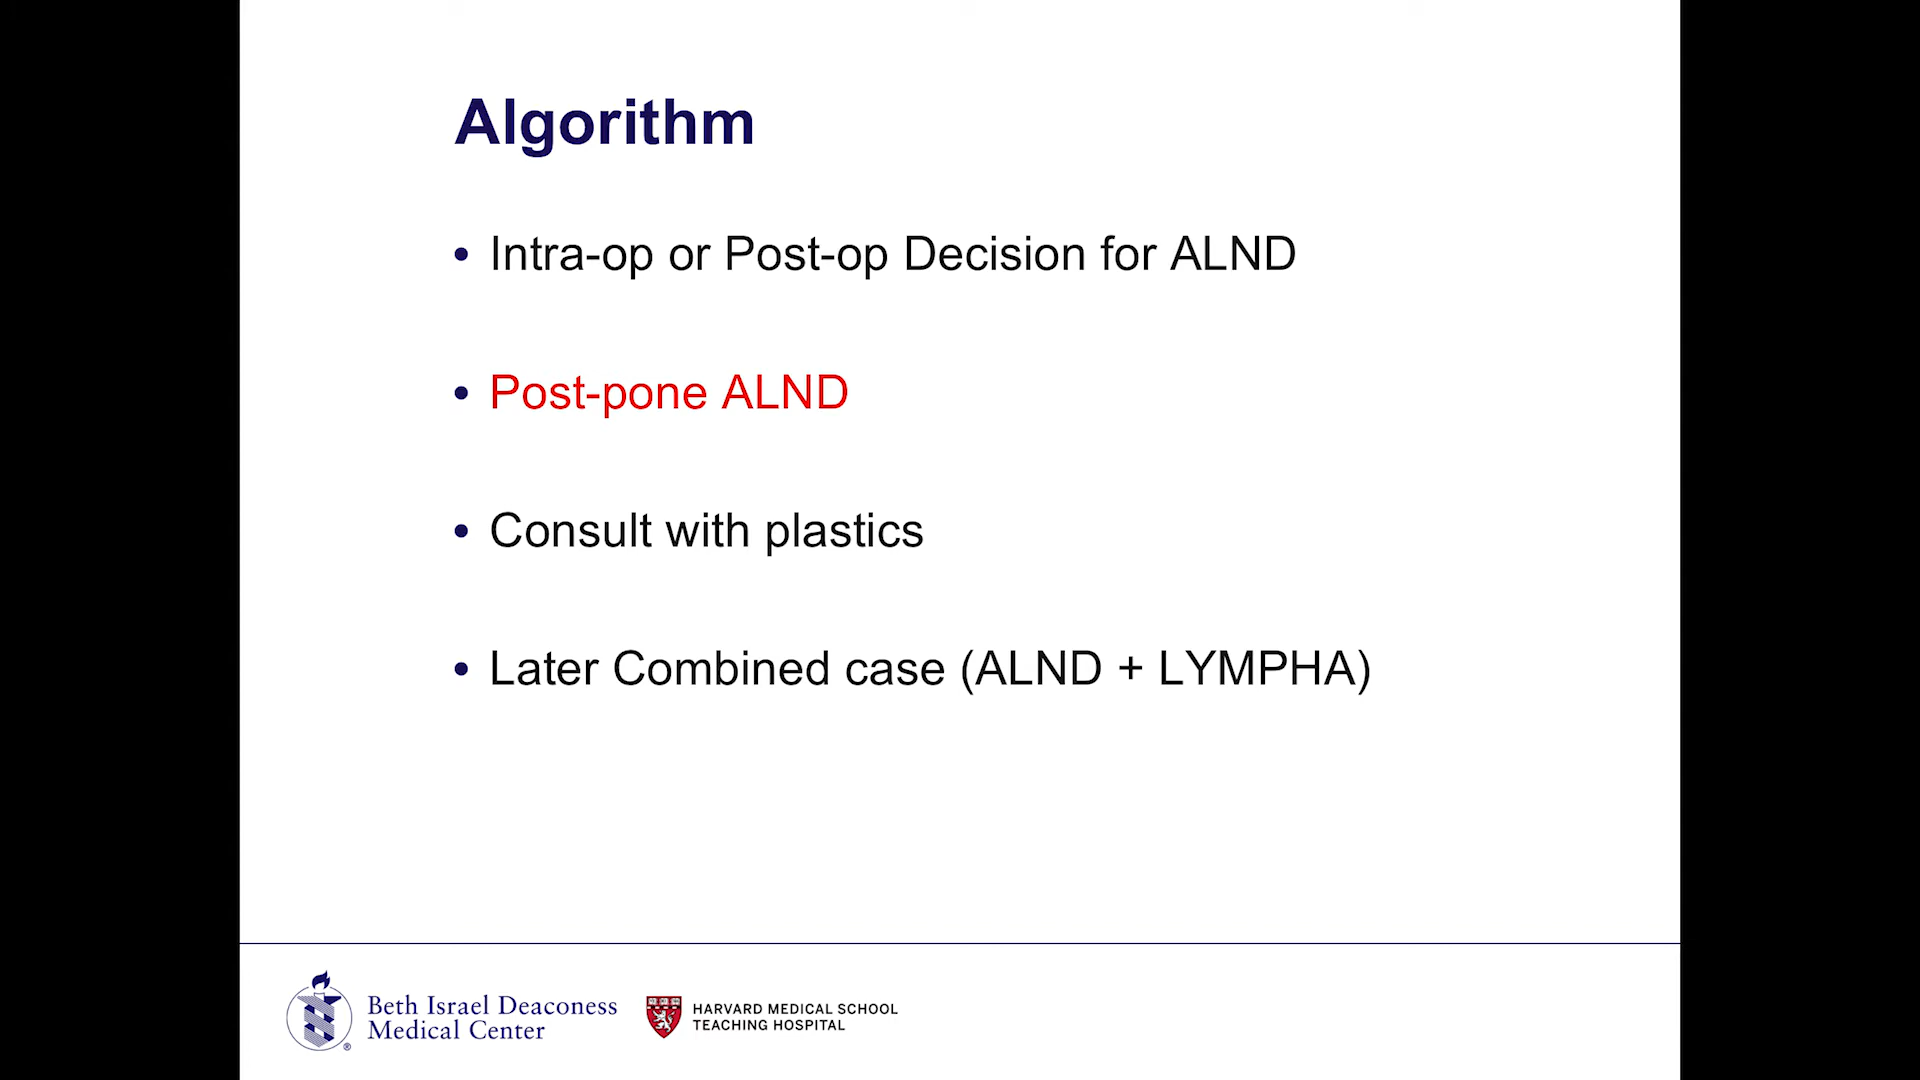 Algorithm
• Intra-op or Post-op Decision for ALND
• Post-pone ALND
• Consult with plastics
• Later Combined case (ALND + LYMPHA)
Beth Israel Deaconess
Medical Center
®
HARVARD MEDICAL SCHOOL
TEACHING HOSPITAL